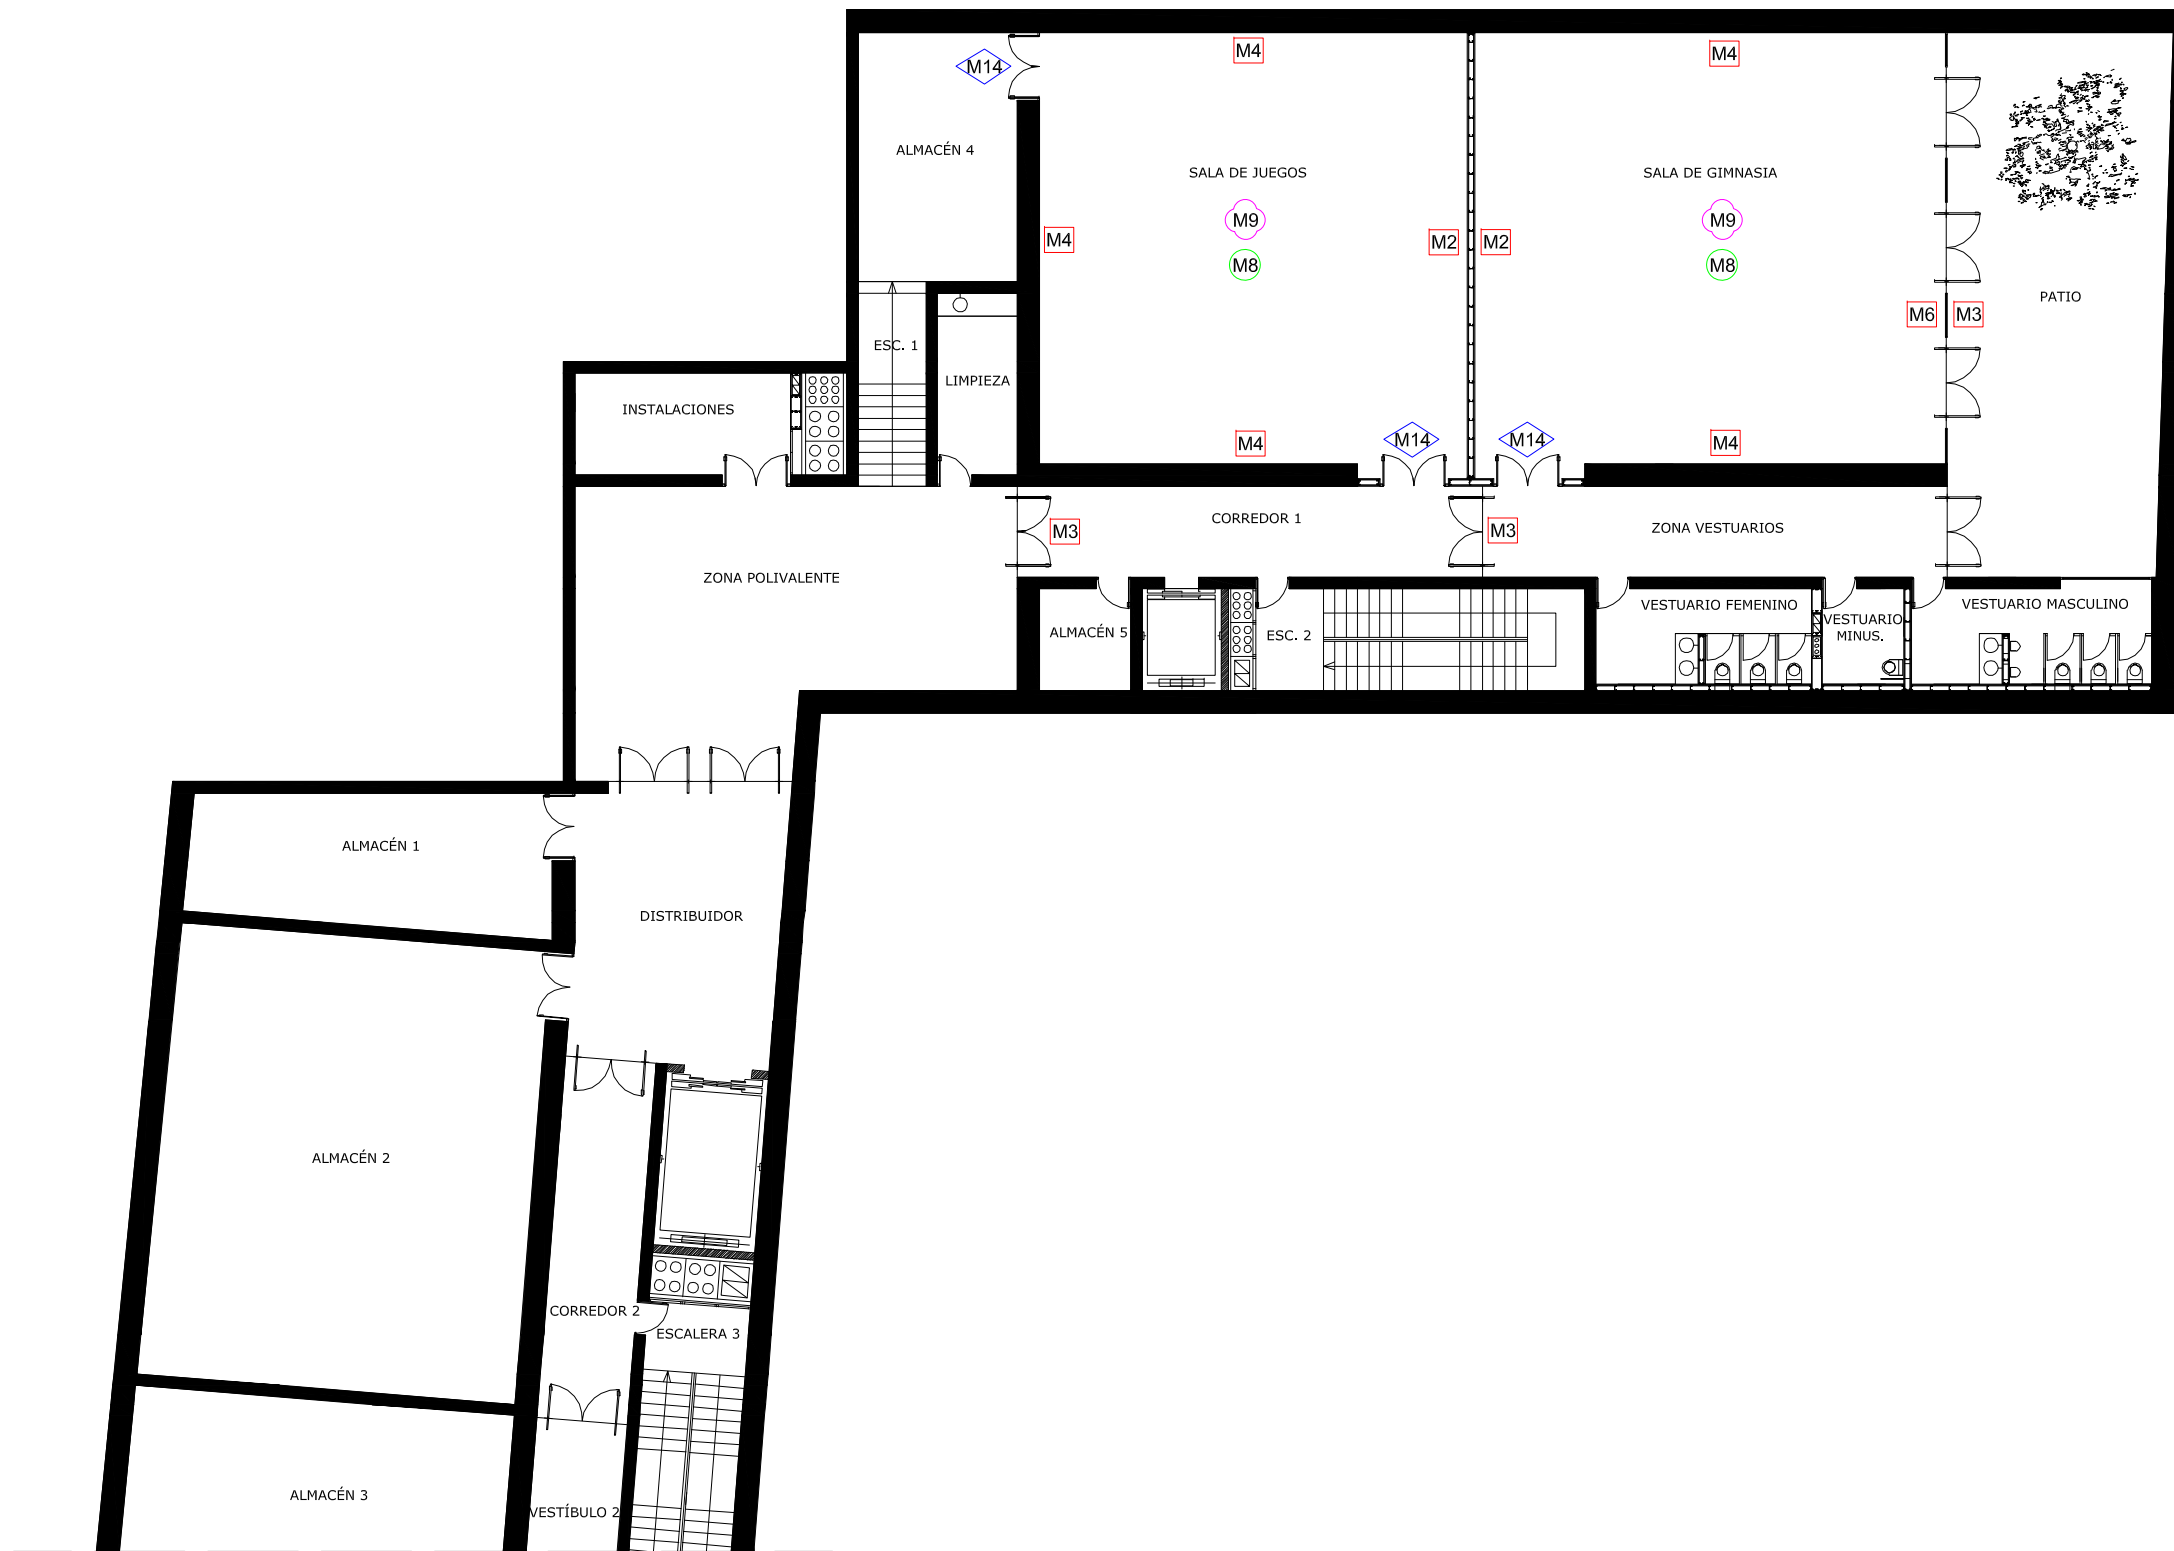 M4
M4
M14
ALMACÉN 4
SALA DE JUEGOS
SALA DE GIMNASIA
M9
M9
M4
M2
M2
M8
M8
PATIO
M6
M3
ESC. 1
LIMPIEZA
INSTALACIONES
M4
M14
M14
M4
CORREDOR 1
M3
M3
ZONA VESTUARIOS
ZONA POLIVALENTE
VESTUARIO FEMENINO
VESTUARIO MASCULINO
VESTUARIO
MINUS.
ALMACÉN 5
ESC. 2
ALMACÉN 1
DISTRIBUIDOR
ALMACÉN 2
CORREDOR 2
ESCALERA 3
ALMACÉN 3
VESTÍBULO 2